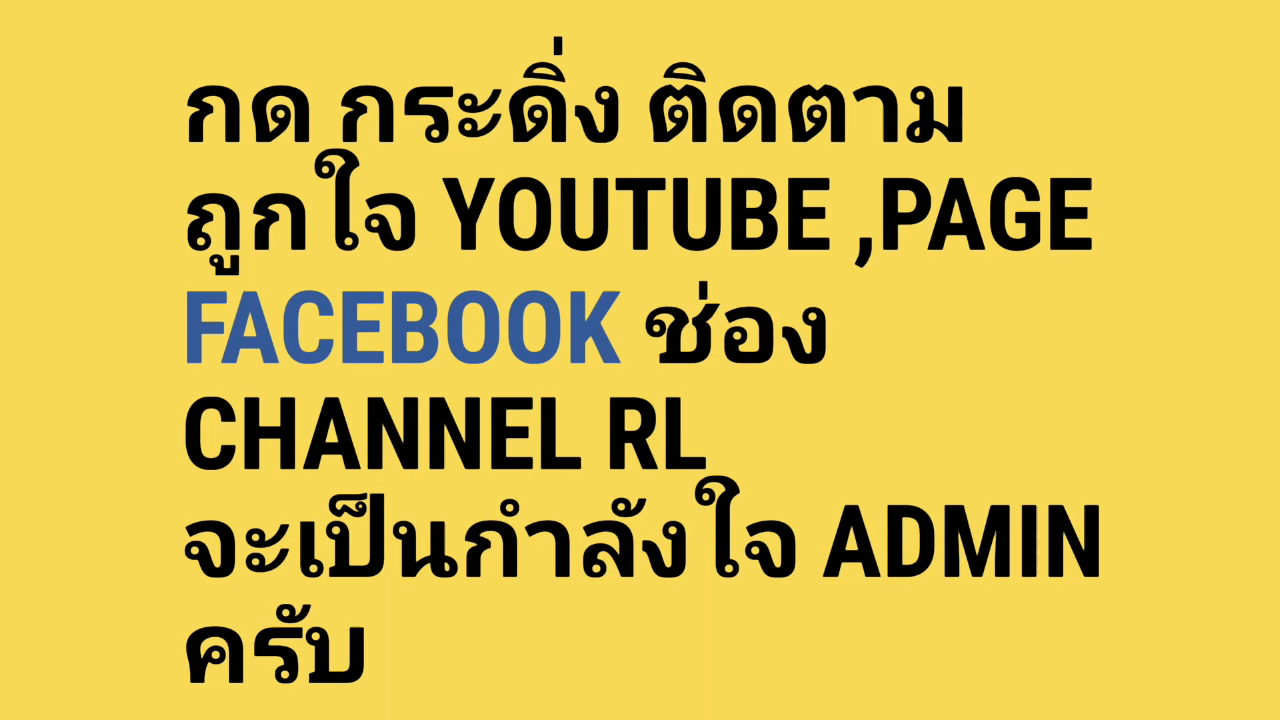 กด กระดิ่ง ติดตาม
ถูกใจ YOUTUBE ,PAGE
FACEBOOK ช่อง
CHANNEL RL
จะเป็นกำลังใจ ADMIN
ครับ